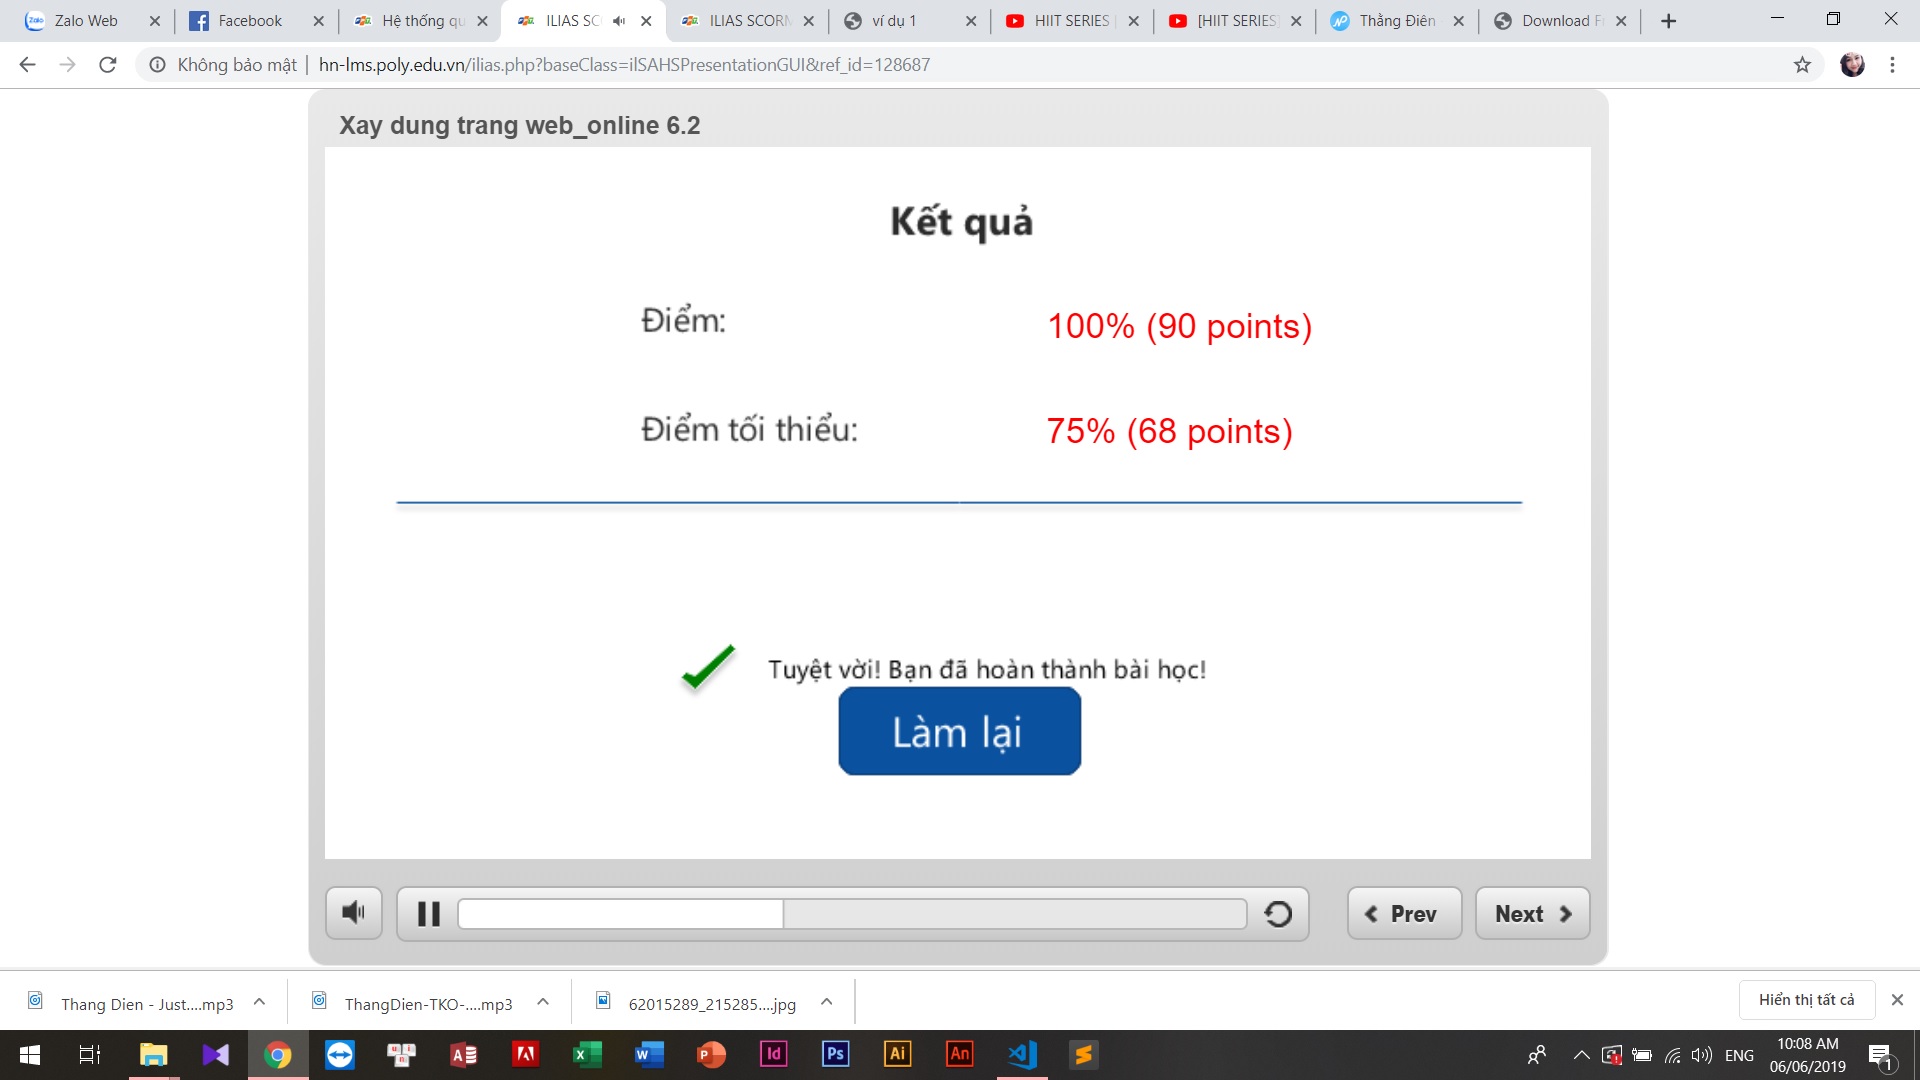 Zalo Web
Facebook
Hệ thống qu
ILIAS SC
ILIAS SCORM
ví dụ 1
HIIT SERIES
[HIIT SERIES]
Thằng Điên
Download F
Không bảo mật | hn-lms.poly.edu.vn/ilias.php?baseClass=ilSAHSPresentationGUI&ref_id=128687
Xay dung trang web_online 6.2
Kết quả
Điểm: 100% (90 points)
Điểm tối thiểu: 75% (68 points)
Tuyệt vời! Bạn đã hoàn thành bài học!
Làm lại
Prev
Next
Thang Dien - Just....mp3
ThangDien-TKO-....mp3
62015289_215285....jpg
Hiển thị tất cả
ENG
10:08 AM
06/06/2019
1